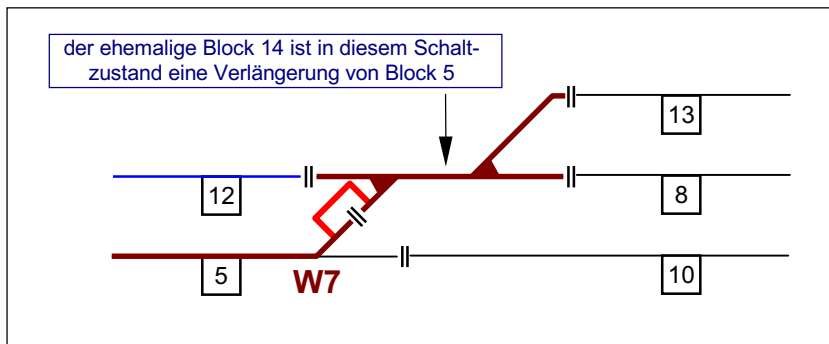 der ehemalige Block 14 ist in diesem Schalt-
zustand eine Verlängerung von Block 5
13
12
8
5
W7
10